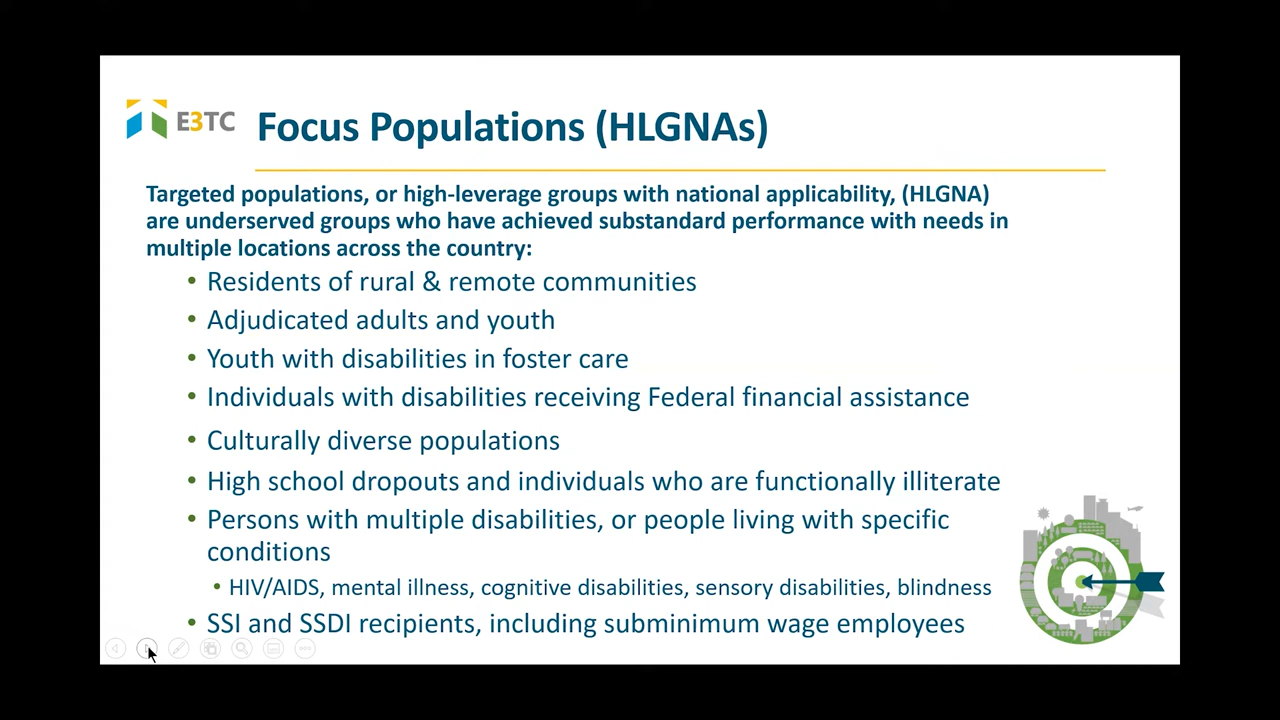 E3TC
Focus Populations (HLGNAs)
Targeted populations, or high-leverage groups with national applicability, (HLGNA)
are underserved groups who have achieved substandard performance with needs in
multiple locations across the country:
• Residents of rural & remote communities
• Adjudicated adults and youth
• Youth with disabilities in foster care
• Individuals with disabilities receiving Federal financial assistance
• Culturally diverse populations
• High school dropouts and individuals who are functionally illiterate
• Persons with multiple disabilities, or people living with specific
conditions
• HIV/AIDS, mental illness, cognitive disabilities, sensory disabilities, blindness
• SSI and SSDI recipients, including subminimum wage employees